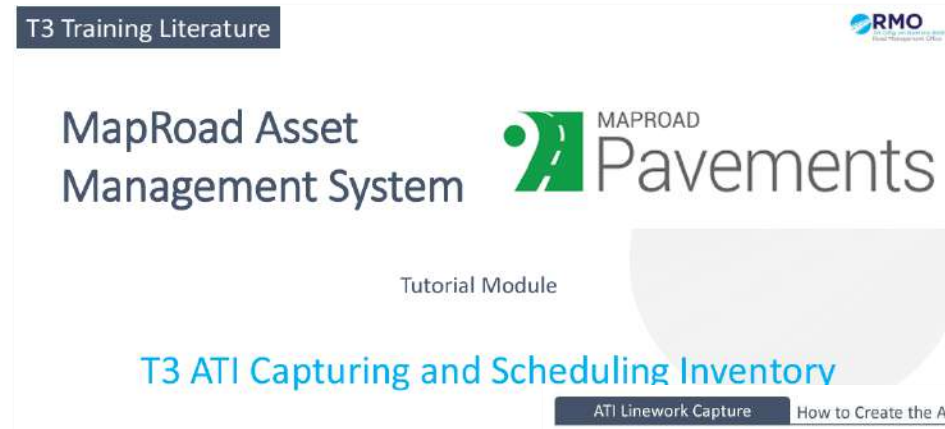 T3 Training Literature
RMO
MapRoad Asset
Management System
MAPROAD
Pavements
Tutorial Module
T3 ATI Capturing and Scheduling Inventory
ATI Linework Capture
How to Create the A